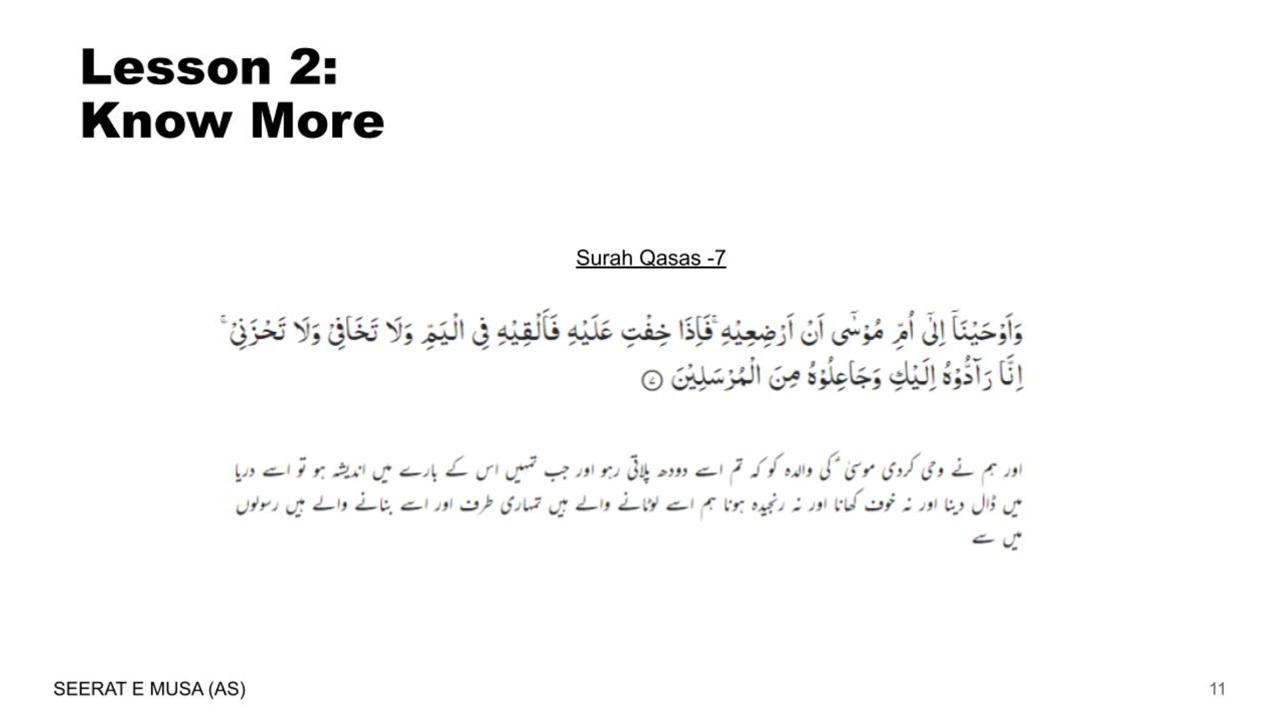 Lesson 2:
Know More
Surah Qasas -7
وَاَوْحَيْنَآ اِلٰٓى اُمِّ مُوْسٰٓى اَنْ اَرْضِعِيْهِ ۚ فَاِذَا خِفْتِ عَلَيْهِ فَاَلْقِيْهِ فِى الْيَمِّ وَلَا تَخَافِىْ وَلَا تَحْزَنِىْ ۚ
اِنَّا رَآدُّوْهُ اِلَيْكِ وَجَاعِلُوْهُ مِنَ الْمُرْسَلِيْنَ ۝۷
اور ہم نے وحی کردی موسیٰ ؑ کی والدہ کو کہ تم اسے دودھ پلاتی رہو اور جب تمہیں اس کے بارے میں اندیشہ ہو تو اسے دریا
میں ڈال دینا اور نہ خوف کھانا اور نہ رنجیدہ ہونا ہم اسے لوٹانے والے ہیں تمہاری طرف اور اسے بنانے والے ہیں رسولوں
میں سے
SEERAT E MUSA (AS)
11